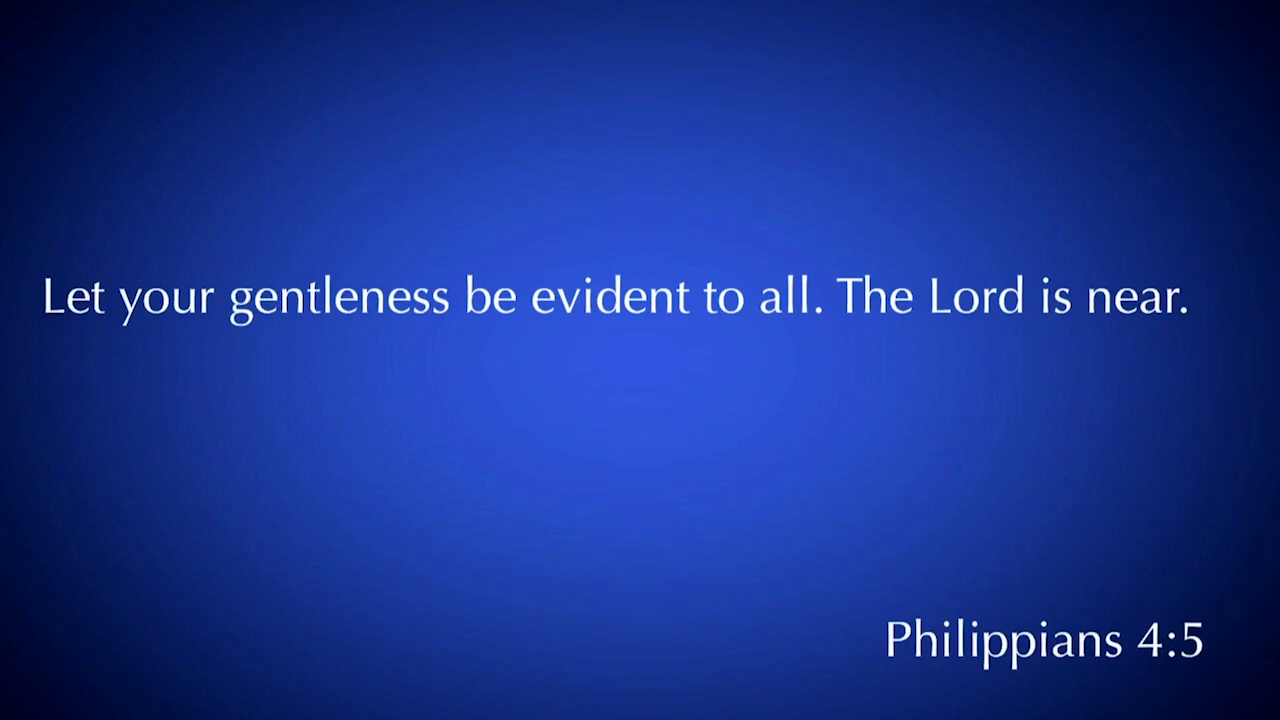 Let your gentleness be evident to all. The Lord is near.
Philippians 4:5